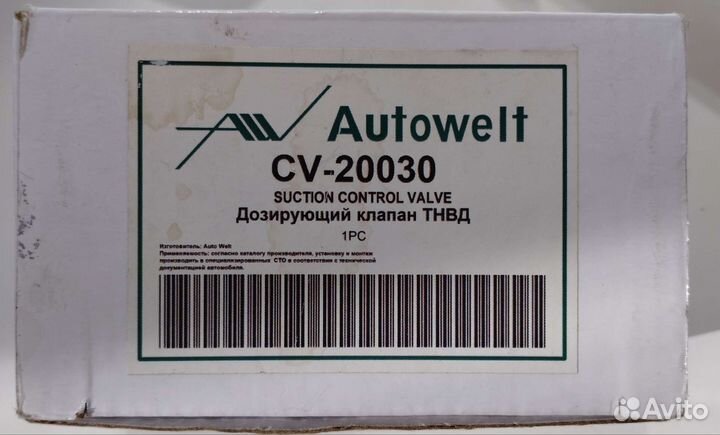 Autowelt
CV-20030
SUCTION CONTROL VALVE
Дозирующий клапан ТНВД
1PC
Изготовитель: Auto Welt
Применяемость: согласно каталогу производителя, установку и монтаж
производить в специализированных СТО в соответствии с технической
документацией автомобиля.
Avito